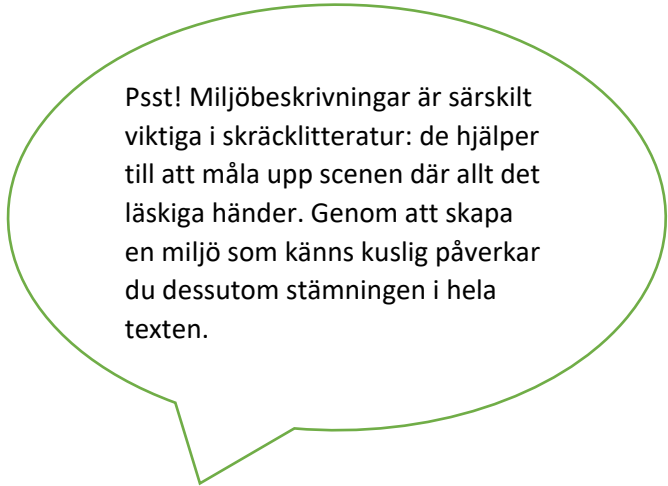 Psst! Miljöbeskrivningar är särskilt
viktiga i skräcklitteratur: de hjälper
till att måla upp scenen där allt det
läskiga händer. Genom att skapa
en miljö som känns kuslig påverkar
du dessutom stämningen i hela
texten.